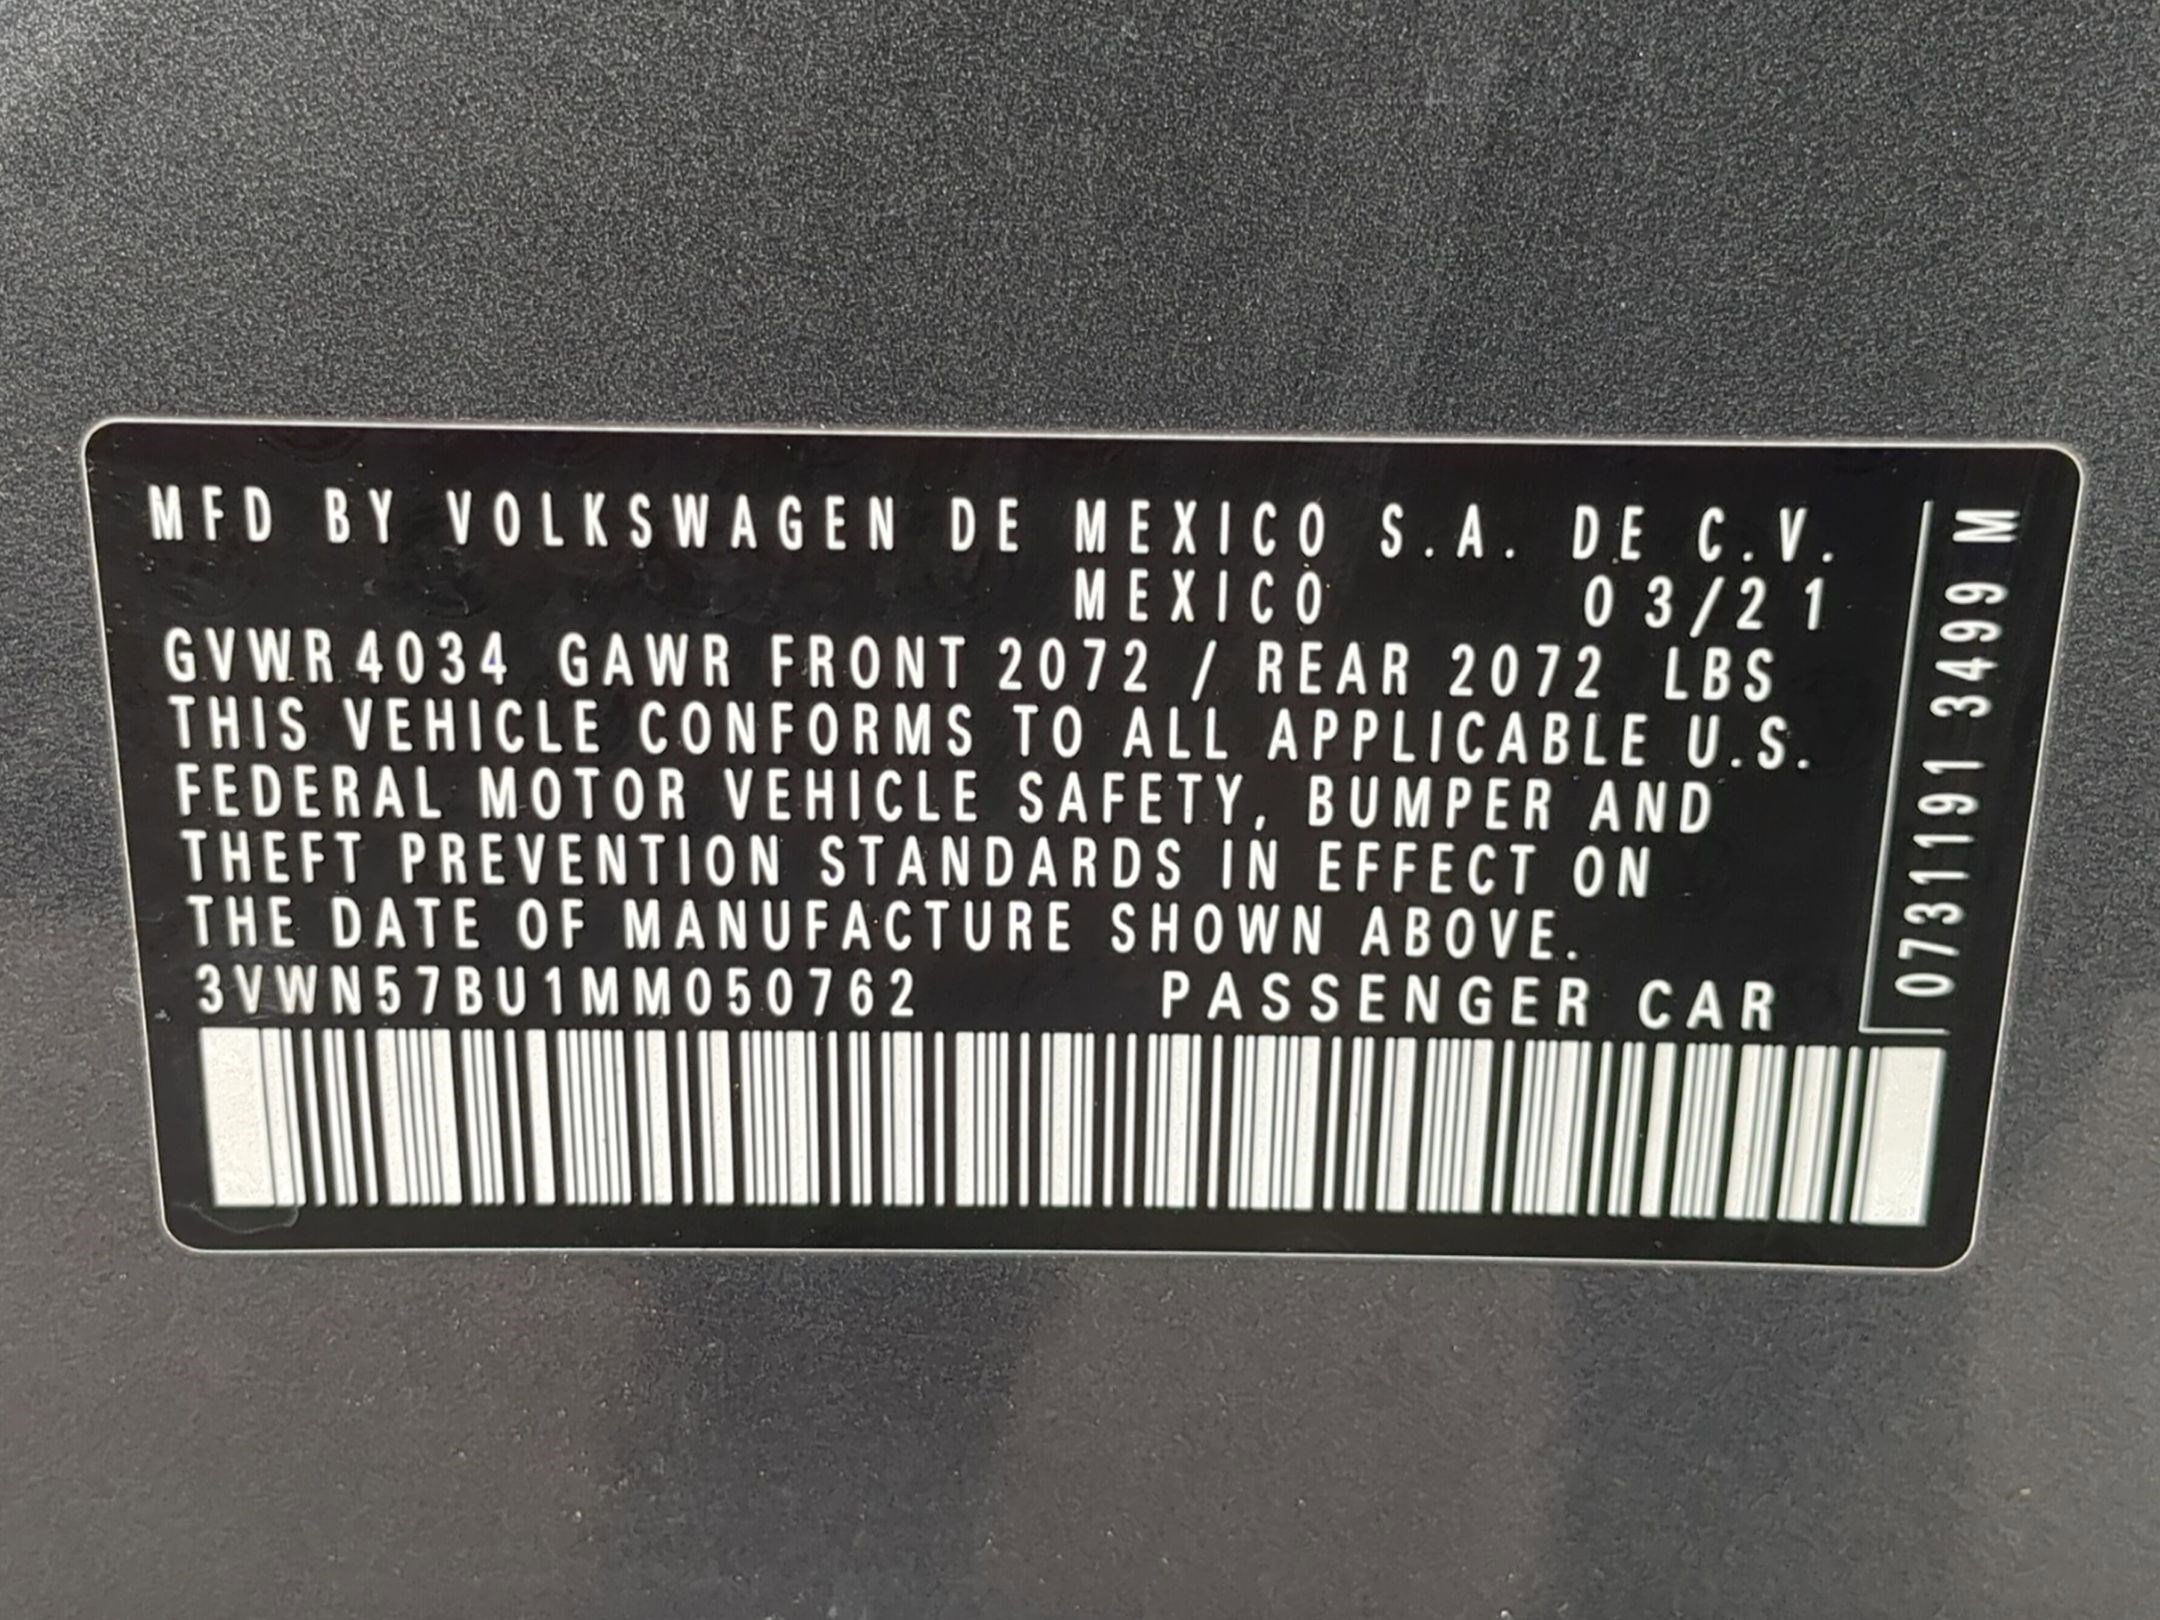 MFD BY VOLKSWAGEN DE MEXICO S.A. DE C.V.
MEXICO 03/21
GVWR 4034 GAWR FRONT 2072 / REAR 2072 LBS
THIS VEHICLE CONFORMS TO ALL APPLICABLE U.S.
FEDERAL MOTOR VEHICLE SAFETY, BUMPER AND
THEFT PREVENTION STANDARDS IN EFFECT ON
THE DATE OF MANUFACTURE SHOWN ABOVE.
3VWN57BU1MM050762 PASSENGER CAR
0731191 3499 M